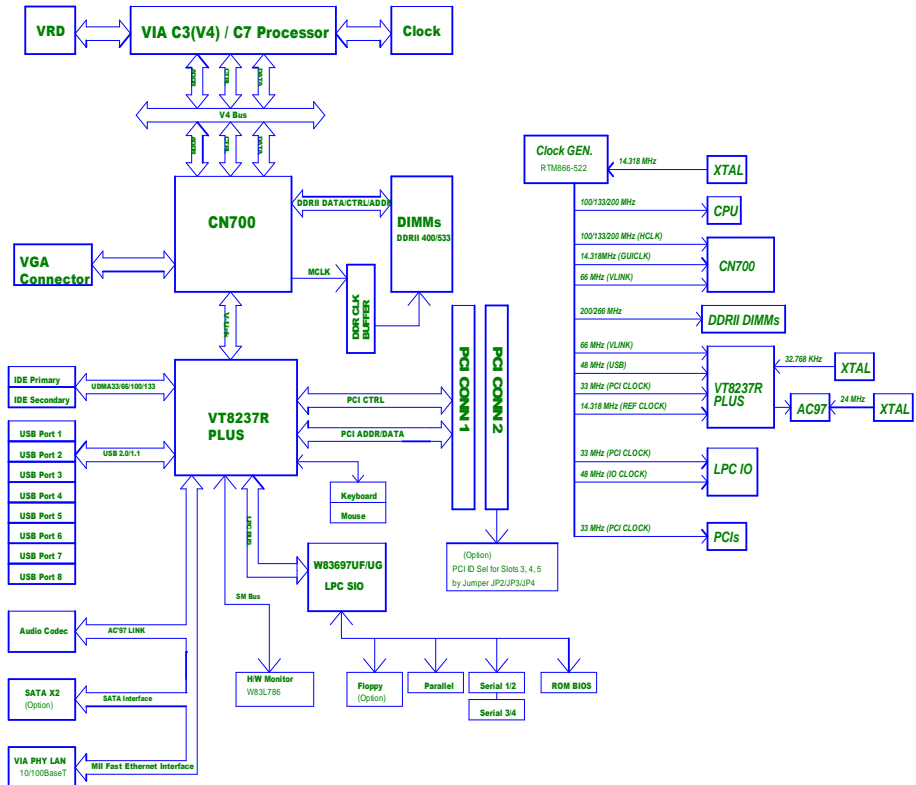 VRD
VIA C3(V4) / C7 Processor
Clock
ADDR
CTRL
DATA
V4 Bus
ADDR
CTRL
DATA
CN700
DDRII DATA/CTRL/ADDR
DIMMs
DDRII 400/533
VGA
Connector
MCLK
DDR CLK
BUFFER
V-Link
PCI CONN 1
PCI CONN 2
IDE Primary
IDE Secondary
UDMA33/66/100/133
VT8237R
PLUS
PCI CTRL
PCI ADDR/DATA
USB Port 1
USB Port 2
USB Port 3
USB Port 4
USB Port 5
USB Port 6
USB Port 7
USB Port 8
USB 2.0/1.1
Keyboard
Mouse
LPC BUS
W83697UF/UG
LPC SIO
(Option)
PCI ID Sel for Slots 3, 4, 5
by Jumper JP2/JP3/JP4
SM Bus
Audio Codec
AC'97 LINK
SATA X2
(Option)
SATA Interface
VIA PHY LAN
10/100BaseT
MII Fast Ethernet Interface
H/W Monitor
W83L786
Floppy
(Option)
Parallel
Serial 1/2
Serial 3/4
ROM BIOS
Clock GEN.
RTM866-522
14.318 MHz
XTAL
100/133/200 MHz
CPU
100/133/200 MHz (HCLK)
14.318MHz (GUICLK)
66 MHz (VLINK)
CN700
200/266 MHz
DDRII DIMMs
66 MHz (VLINK)
48 MHz (USB)
33 MHz (PCI CLOCK)
14.318 MHz (REF CLOCK)
VT8237R
PLUS
32.768 KHz
XTAL
AC97
24 MHz
XTAL
33 MHz (PCI CLOCK)
48 MHz (IO CLOCK)
LPC IO
33 MHz (PCI CLOCK)
PCIs